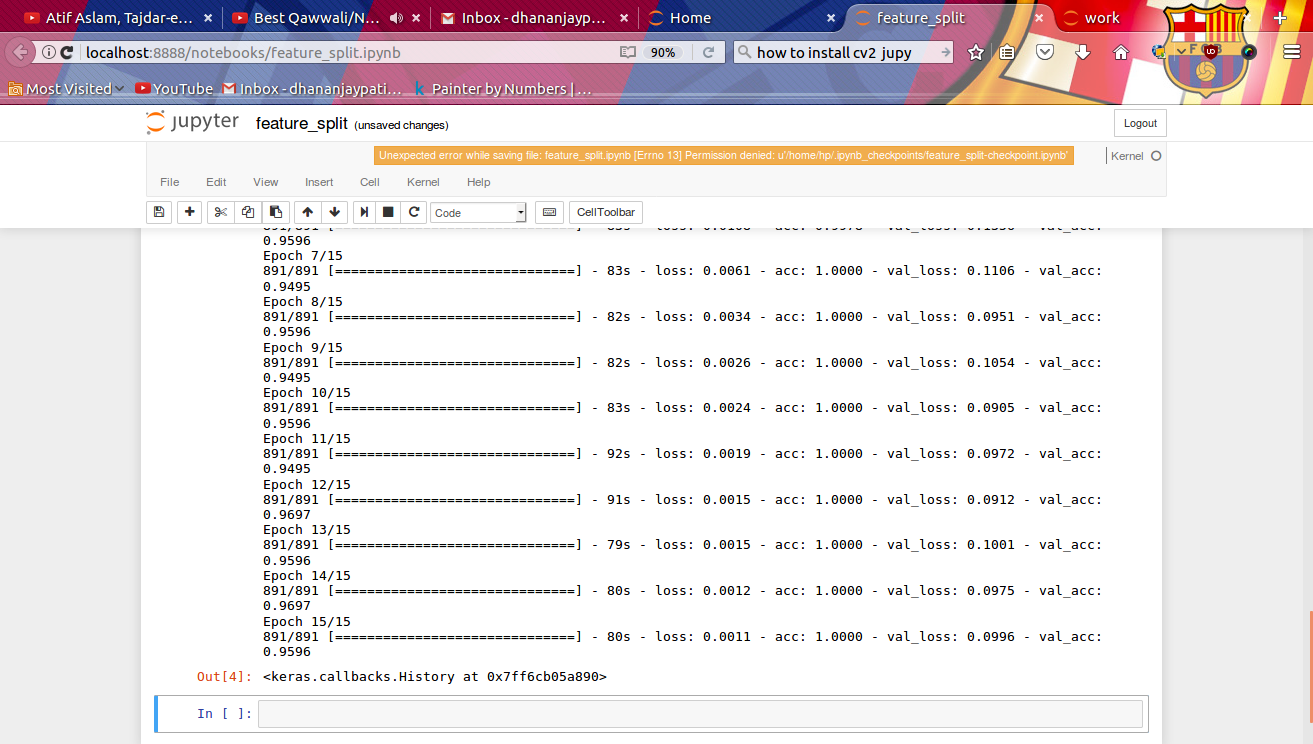 Atif Aslam, Tajdar-e... × Best Qawwali/N... × Inbox - dhananjayp... × Home × feature_split × work
localhost:8888/notebooks/feature_split.ipynb 90% how to install cv2 jupy
Most Visited YouTube Inbox - dhananjaypati... k Painter by Numbers | ...
FCB
UD
jupyter feature_split (unsaved changes) Logout
Unexpected error while saving file: feature_split.ipynb [Errno 13] Permission denied: u'/home/hp/.ipynb_checkpoints/feature_split-checkpoint.ipynb' Kernel O
File Edit View Insert Cell Kernel Help
Code CellToolbar
0.9596
Epoch 7/15
891/891 [==============================] - 83s - loss: 0.0061 - acc: 1.0000 - val_loss: 0.1106 - val_acc:
0.9495
Epoch 8/15
891/891 [==============================] - 82s - loss: 0.0034 - acc: 1.0000 - val_loss: 0.0951 - val_acc:
0.9596
Epoch 9/15
891/891 [==============================] - 82s - loss: 0.0026 - acc: 1.0000 - val_loss: 0.1054 - val_acc:
0.9495
Epoch 10/15
891/891 [==============================] - 83s - loss: 0.0024 - acc: 1.0000 - val_loss: 0.0905 - val_acc:
0.9596
Epoch 11/15
891/891 [==============================] - 92s - loss: 0.0019 - acc: 1.0000 - val_loss: 0.0972 - val_acc:
0.9495
Epoch 12/15
891/891 [==============================] - 91s - loss: 0.0015 - acc: 1.0000 - val_loss: 0.0912 - val_acc:
0.9697
Epoch 13/15
891/891 [==============================] - 79s - loss: 0.0015 - acc: 1.0000 - val_loss: 0.1001 - val_acc:
0.9596
Epoch 14/15
891/891 [==============================] - 80s - loss: 0.0012 - acc: 1.0000 - val_loss: 0.0975 - val_acc:
0.9697
Epoch 15/15
891/891 [==============================] - 80s - loss: 0.0011 - acc: 1.0000 - val_loss: 0.0996 - val_acc:
0.9596
Out[4]: <keras.callbacks.History at 0x7ff6cb05a890>
In [ ]: